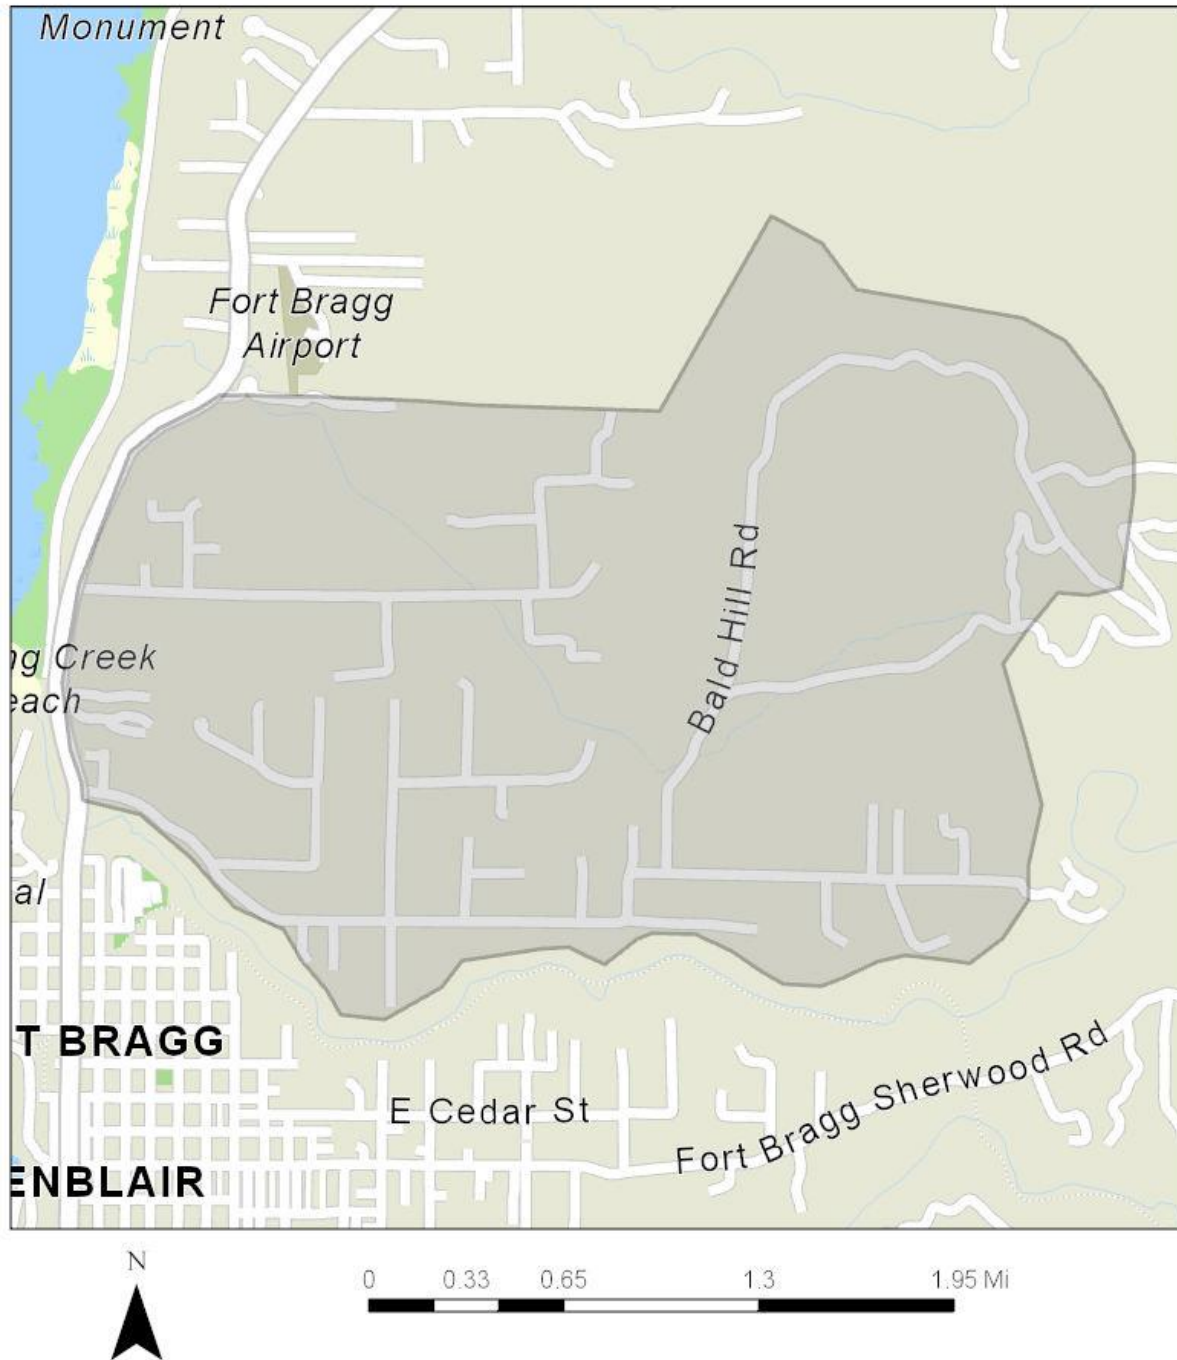 Monument
Fort Bragg
Airport
Bald Hill Rd
ng Creek
each
al
T BRAGG
E Cedar St
Fort Bragg Sherwood Rd
ENBLAIR
N
0 0.33 0.65 1.3 1.95 Mi